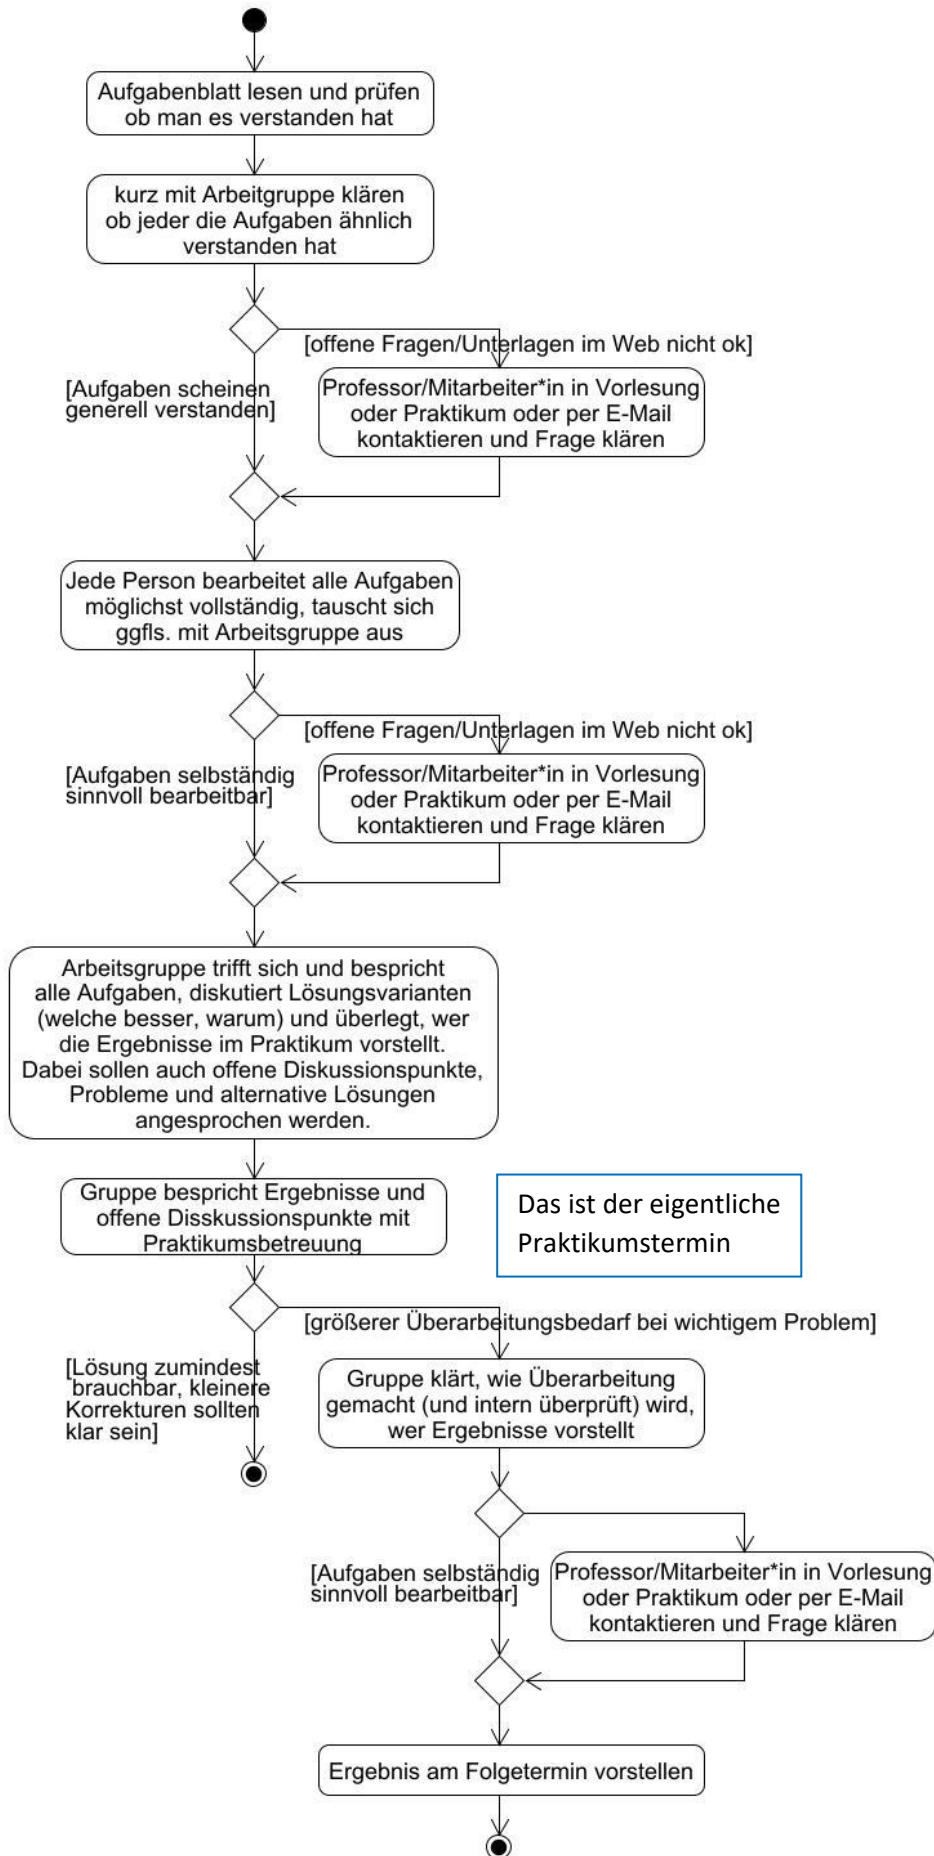 Aufgabenblatt lesen und prüfen
ob man es verstanden hat
kurz mit Arbeitgruppe klären
ob jeder die Aufgaben ähnlich
verstanden hat
[offene Fragen/Unterlagen im Web nicht ok]
[Aufgaben scheinen
generell verstanden]
Professor/Mitarbeiter*in in Vorlesung
oder Praktikum oder per E-Mail
kontaktieren und Frage klären
Jede Person bearbeitet alle Aufgaben
möglichst vollständig, tauscht sich
ggfls. mit Arbeitsgruppe aus
[offene Fragen/Unterlagen im Web nicht ok]
[Aufgaben selbständig
sinnvoll bearbeitbar]
Professor/Mitarbeiter*in in Vorlesung
oder Praktikum oder per E-Mail
kontaktieren und Frage klären
Arbeitsgruppe trifft sich und bespricht
alle Aufgaben, diskutiert Lösungsvarianten
(welche besser, warum) und überlegt, wer
die Ergebnisse im Praktikum vorstellt.
Dabei sollen auch offene Diskussionspunkte,
Probleme und alternative Lösungen
angesprochen werden.
Gruppe bespricht Ergebnisse und
offene Disskussionspunkte mit
Praktikumsbetreuung
Das ist der eigentliche
Praktikumstermin
[größerer Überarbeitungsbedarf bei wichtigem Problem]
[Lösung zumindest
brauchbar, kleinere
Korrekturen sollten
klar sein]
Gruppe klärt, wie Überarbeitung
gemacht (und intern überprüft) wird,
wer Ergebnisse vorstellt
[Aufgaben selbständig
sinnvoll bearbeitbar]
Professor/Mitarbeiter*in in Vorlesung
oder Praktikum oder per E-Mail
kontaktieren und Frage klären
Ergebnis am Folgetermin vorstellen